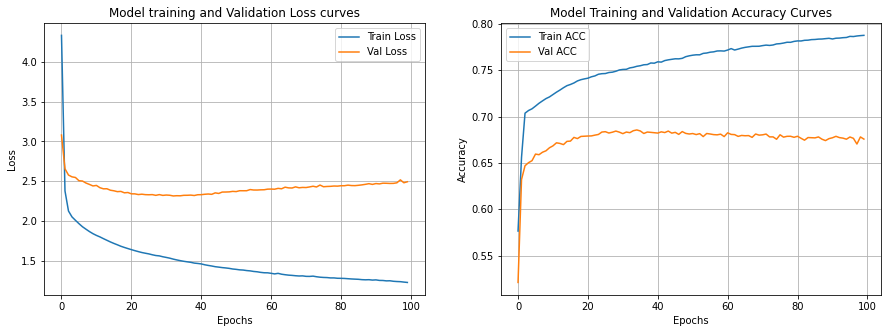 Model training and Validation Loss curves
Train Loss
Val Loss
4.0
3.5
3.0
2.5
2.0
1.5
Loss
0 20 40 60 80 100
Epochs
Model Training and Validation Accuracy Curves
Train ACC
Val ACC
0.80
0.75
0.70
0.65
0.60
0.55
Accuracy
0 20 40 60 80 100
Epochs